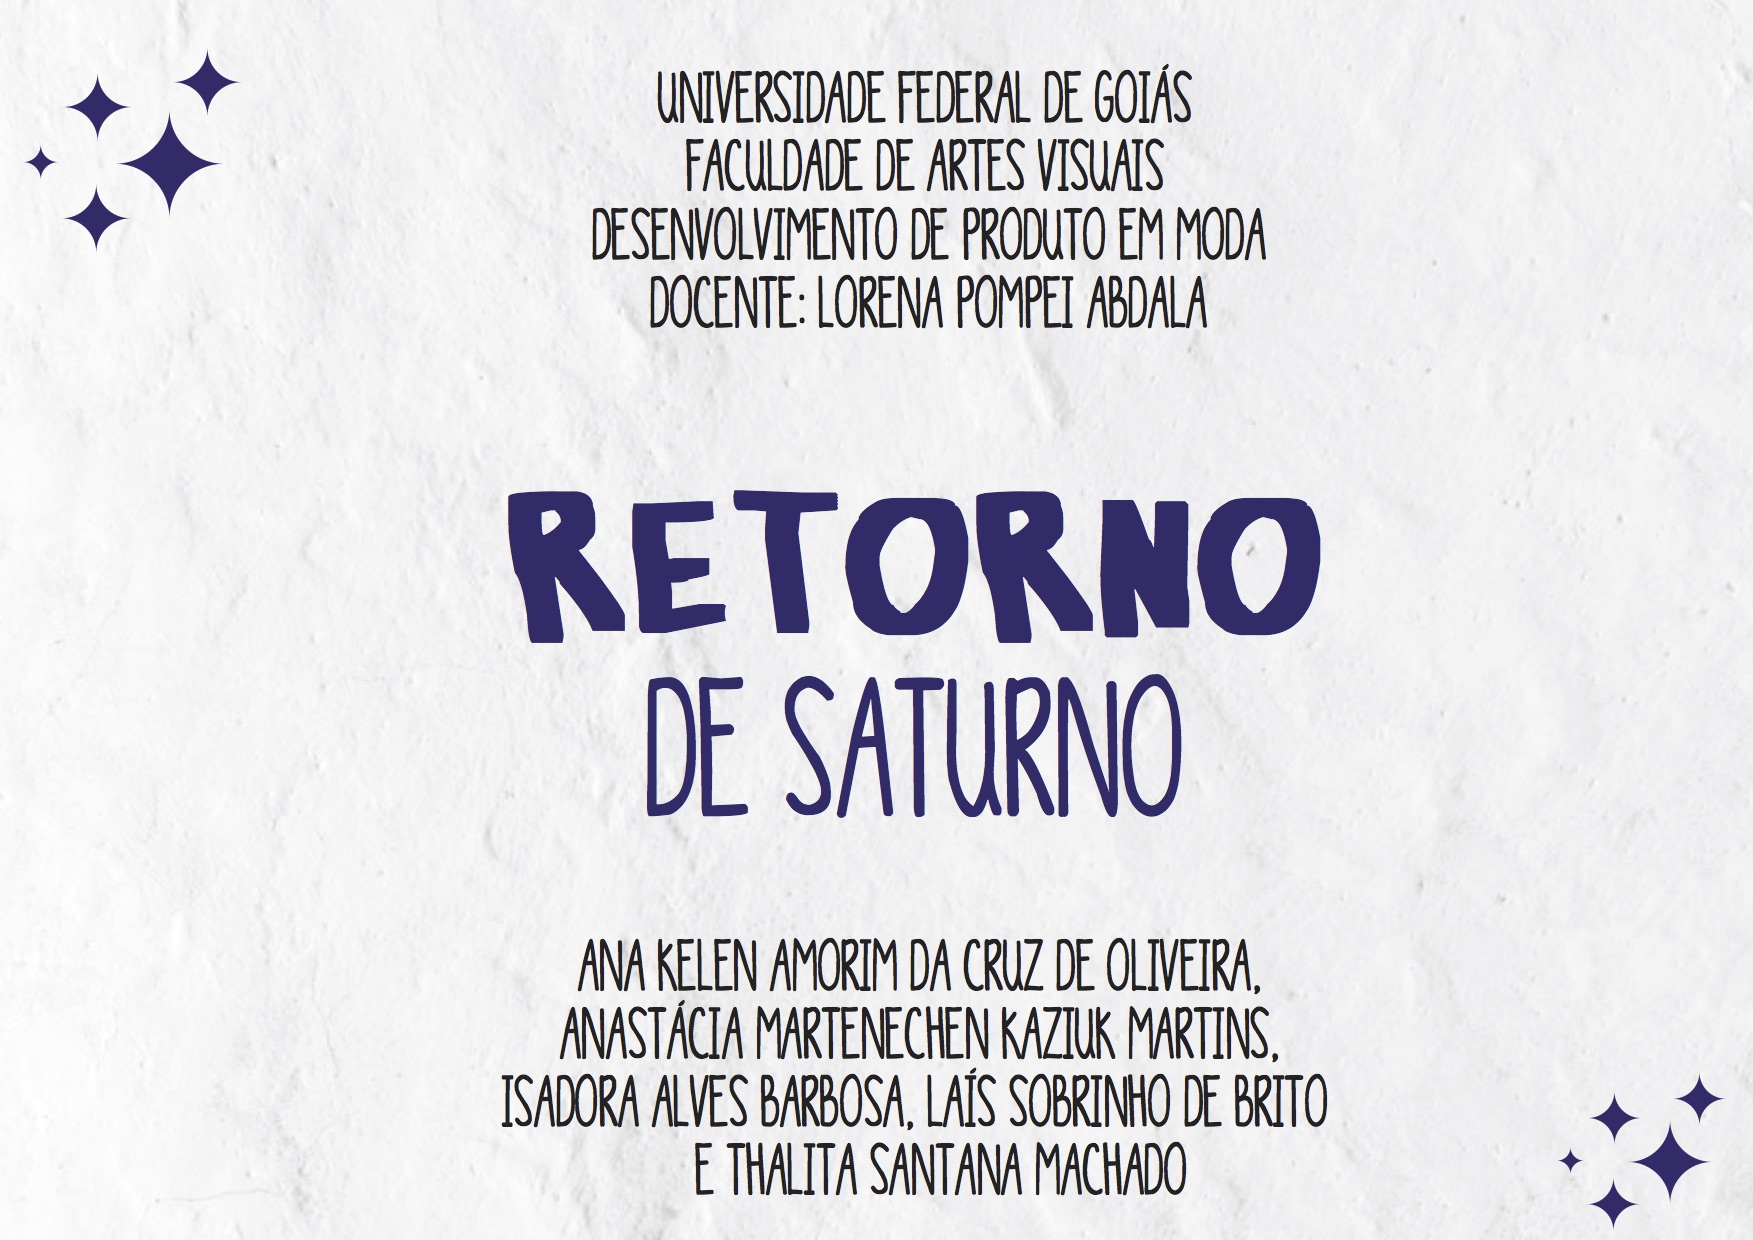 UNIVERSIDADE FEDERAL DE GOIÁS
FACULDADE DE ARTES VISUAIS
DESENVOLVIMENTO DE PRODUTO EM MODA
DOCENTE: LORENA POMPEI ABDALA
RETORNO
DE SATURNO
ANA KELEN AMORIM DA CRUZ DE OLIVEIRA,
ANASTÁCIA MARTENECHEN KAZIUK MARTINS,
ISADORA ALVES BARBOSA, LAÍS SOBRINHO DE BRITO
E THALITA SANTANA MACHADO